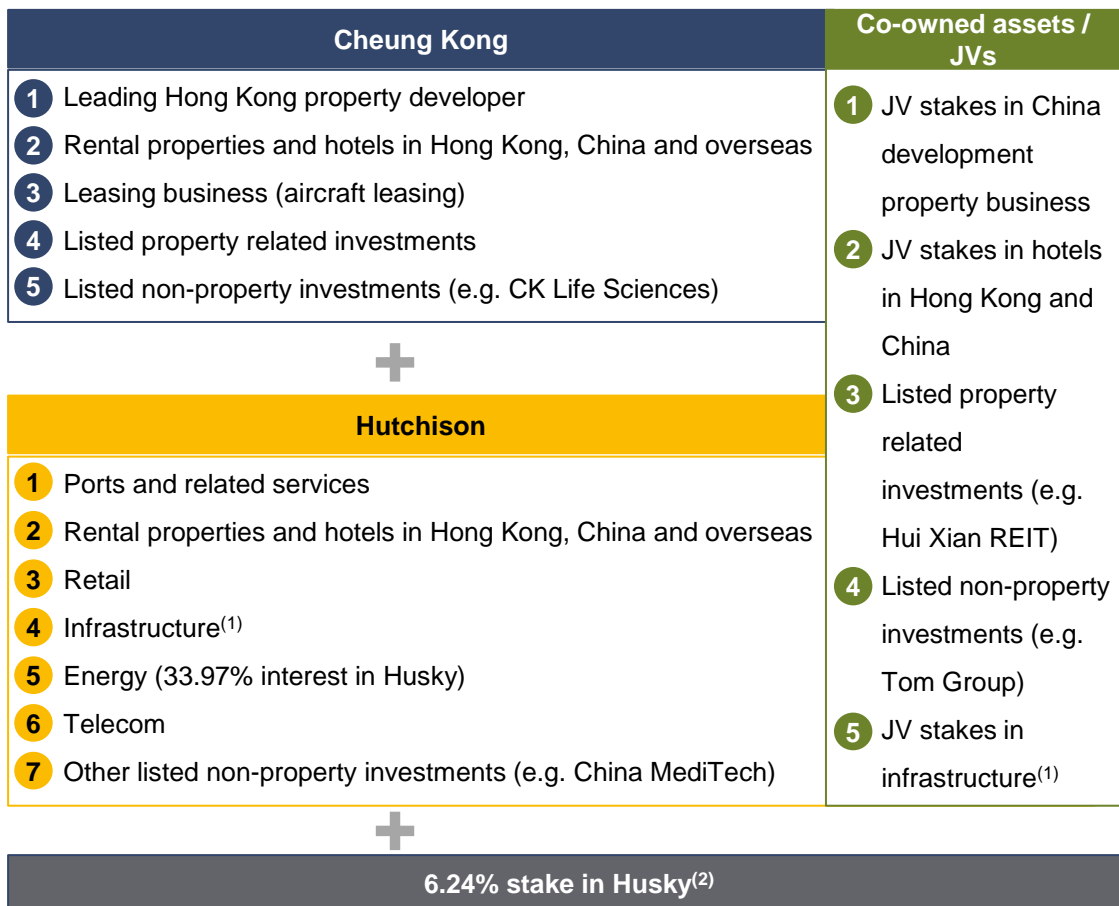 Cheung Kong
1 Leading Hong Kong property developer
2 Rental properties and hotels in Hong Kong, China and overseas
3 Leasing business (aircraft leasing)
4 Listed property related investments
5 Listed non-property investments (e.g. CK Life Sciences)
Hutchison
1 Ports and related services
2 Rental properties and hotels in Hong Kong, China and overseas
3 Retail
4 Infrastructure(1)
5 Energy (33.97% interest in Husky)
6 Telecom
7 Other listed non-property investments (e.g. China MediTech)
Co-owned assets /
JVs
1 JV stakes in China
development
property business
2 JV stakes in hotels
in Hong Kong and
China
3 Listed property
related
investments (e.g.
Hui Xian REIT)
4 Listed non-property
investments (e.g.
Tom Group)
5 JV stakes in
infrastructure(1)
6.24% stake in Husky(2)